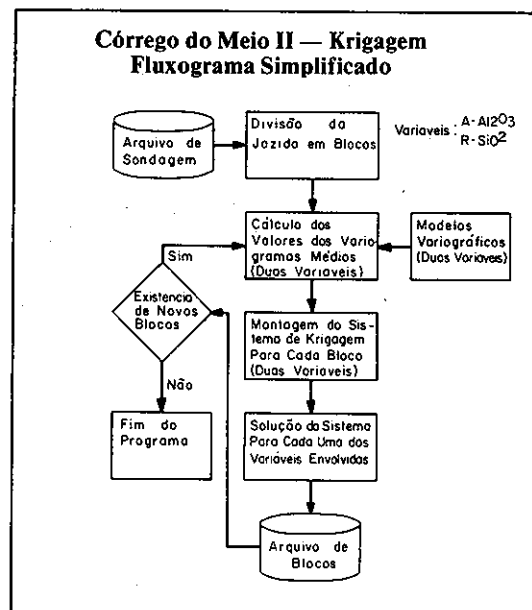 Córrego do Meio II — Krigagem
Fluxograma Simplificado
Arquivo de
Sondagem
Divisão da
Jazida em Blocos
Variaveis : A-Al2O3
R-SiO2
Cálculo dos
Valores dos Vario
gramas Médios
(Duas Variaveis)
Modelos
Variográficos
(Duas Variaveis)
Sim
Existencia
de Novos
Blocos
Montagem do Sis-
tema de Krigagem
Para Cada Bloco
(Duas Variaveis)
Não
Fim do
Programa
Solução do Sistema
Para Cada Uma dos
Variáveis Envolvidas
Arquivo de
Blocos